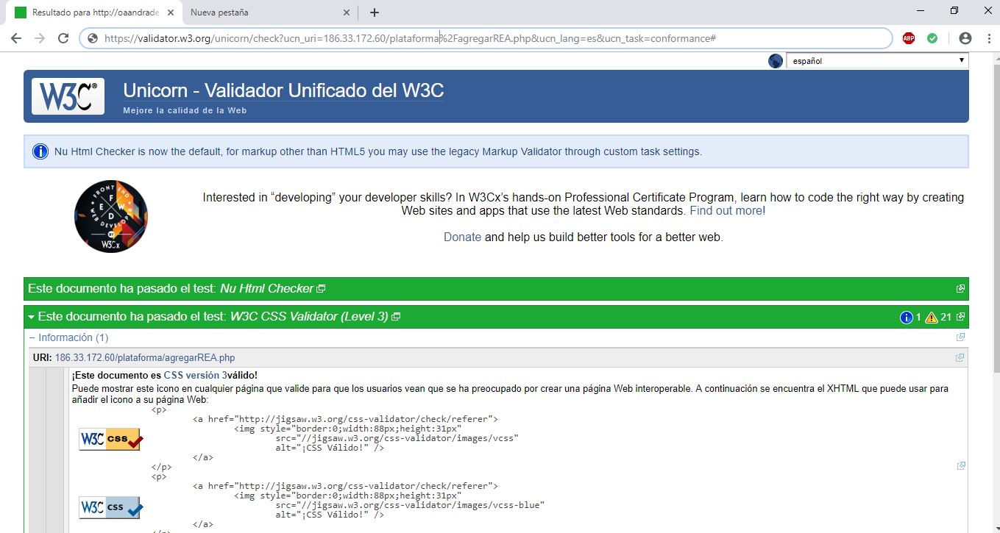 Resultado para http://oaandrade
Nueva pestaña
https://validator.w3.org/unicorn/check?ucn_uri=186.33.172.60/plataforma%2FagregarREA.php&ucn_lang=es&ucn_task=conformance#
ABP
español
W3C® Unicorn - Validador Unificado del W3C
Mejore la calidad de la Web
Nu Html Checker is now the default, for markup other than HTML5 you may use the legacy Markup Validator through custom task settings.
FRONT END
F
E W
D
WEB DEVELOPER
BY
W3Cx
Interested in “developing” your developer skills? In W3Cx's hands-on Professional Certificate Program, learn how to code the right way by creating
Web sites and apps that use the latest Web standards. Find out more!
Donate and help us build better tools for a better web.
Este documento ha pasado el test: Nu Html Checker
Este documento ha pasado el test: W3C CSS Validator (Level 3) 1 21
− Información (1)
URI: 186.33.172.60/plataforma/agregarREA.php
¡Este documento es CSS versión 3válido!
Puede mostrar este icono en cualquier página que valide para que los usuarios vean que se ha preocupado por crear una página Web interoperable. A continuación se encuentra el XHTML que puede usar para
añadir el icono a su página Web:
<p>
<a href="http://jigsaw.w3.org/css-validator/check/referer">
<img style="border:0;width:88px;height:31px"
W3C css
src="//jigsaw.w3.org/css-validator/images/vcss"
alt="¡CSS Válido!" />
</a>
</p>
<p>
<a href="http://jigsaw.w3.org/css-validator/check/referer">
<img style="border:0;width:88px;height:31px"
W3C css
src="//jigsaw.w3.org/css-validator/images/vcss-blue"
alt="¡CSS Válido!" />
</a>